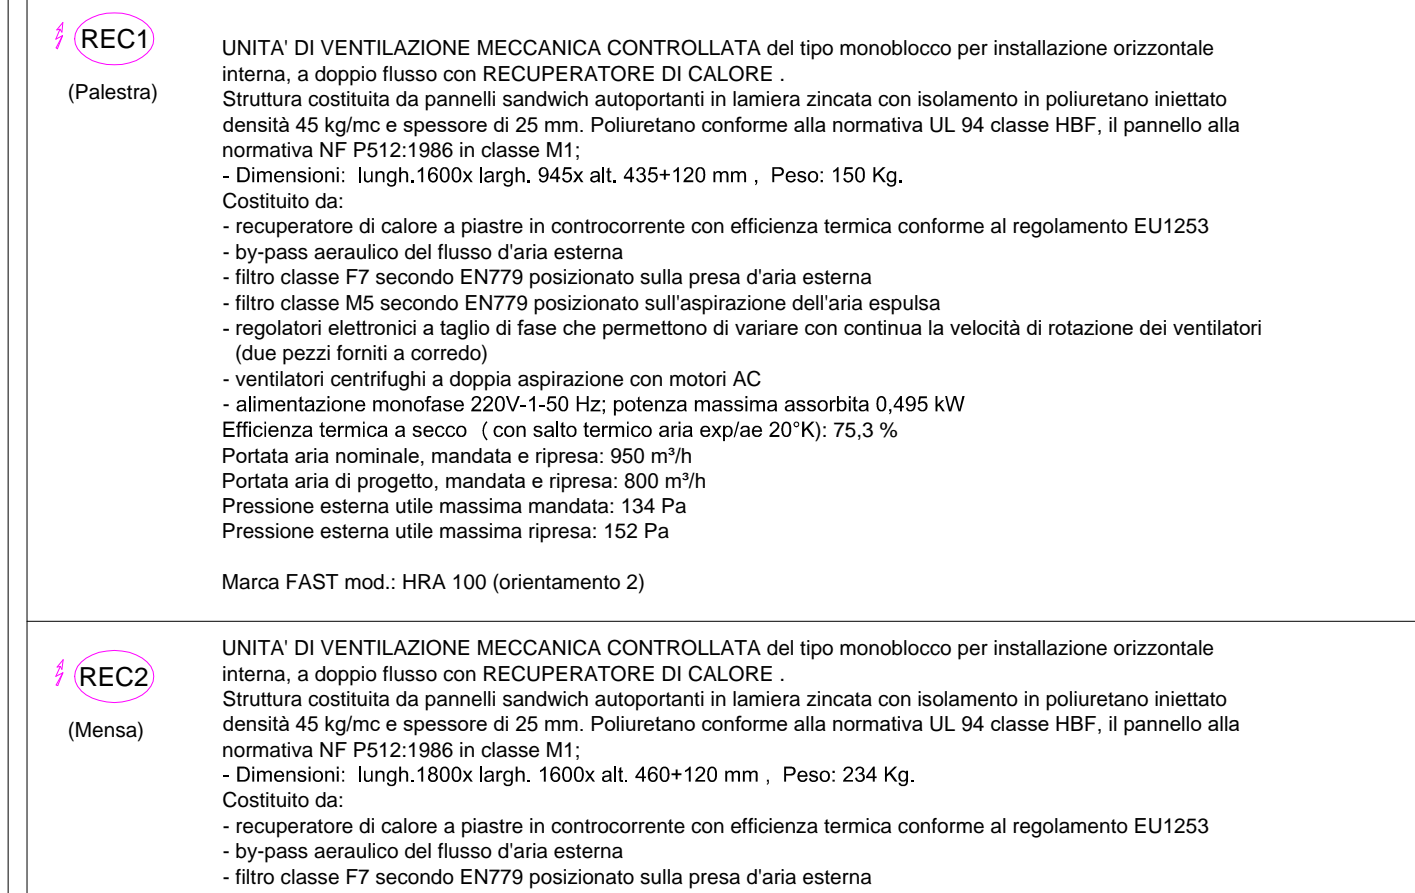 REC1
(Palestra)
UNITA' DI VENTILAZIONE MECCANICA CONTROLLATA del tipo monoblocco per installazione orizzontale
interna, a doppio flusso con RECUPERATORE DI CALORE .
Struttura costituita da pannelli sandwich autoportanti in lamiera zincata con isolamento in poliuretano iniettato
densità 45 kg/mc e spessore di 25 mm. Poliuretano conforme alla normativa UL 94 classe HBF, il pannello alla
normativa NF P512:1986 in classe M1;
- Dimensioni: lungh.1600x largh. 945x alt. 435+120 mm , Peso: 150 Kg.
Costituito da:
- recuperatore di calore a piastre in controcorrente con efficienza termica conforme al regolamento EU1253
- by-pass aeraulico del flusso d'aria esterna
- filtro classe F7 secondo EN779 posizionato sulla presa d'aria esterna
- filtro classe M5 secondo EN779 posizionato sull'aspirazione dell'aria espulsa
- regolatori elettronici a taglio di fase che permettono di variare con continua la velocità di rotazione dei ventilatori
(due pezzi forniti a corredo)
- ventilatori centrifughi a doppia aspirazione con motori AC
- alimentazione monofase 220V-1-50 Hz; potenza massima assorbita 0,495 kW
Efficienza termica a secco ( con salto termico aria exp/ae 20°K): 75,3 %
Portata aria nominale, mandata e ripresa: 950 m³/h
Portata aria di progetto, mandata e ripresa: 800 m³/h
Pressione esterna utile massima mandata: 134 Pa
Pressione esterna utile massima ripresa: 152 Pa
Marca FAST mod.: HRA 100 (orientamento 2)
REC2
(Mensa)
UNITA' DI VENTILAZIONE MECCANICA CONTROLLATA del tipo monoblocco per installazione orizzontale
interna, a doppio flusso con RECUPERATORE DI CALORE .
Struttura costituita da pannelli sandwich autoportanti in lamiera zincata con isolamento in poliuretano iniettato
densità 45 kg/mc e spessore di 25 mm. Poliuretano conforme alla normativa UL 94 classe HBF, il pannello alla
normativa NF P512:1986 in classe M1;
- Dimensioni: lungh.1800x largh. 1600x alt. 460+120 mm , Peso: 234 Kg.
Costituito da:
- recuperatore di calore a piastre in controcorrente con efficienza termica conforme al regolamento EU1253
- by-pass aeraulico del flusso d'aria esterna
- filtro classe F7 secondo EN779 posizionato sulla presa d'aria esterna